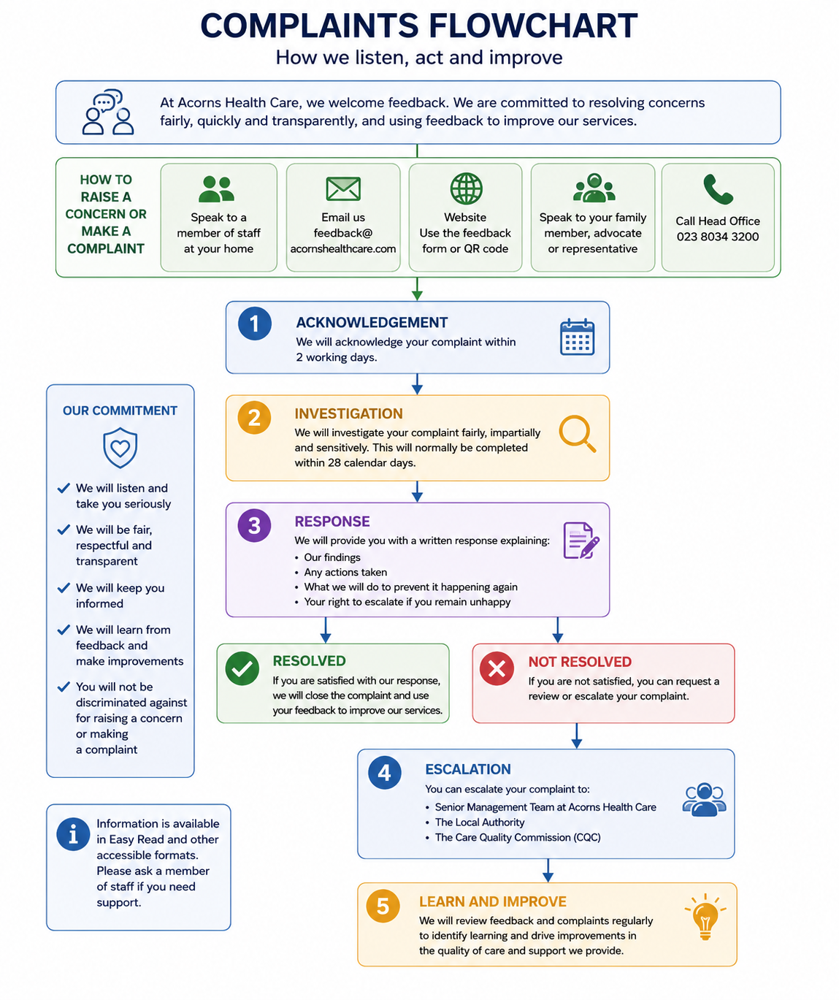 COMPLAINTS FLOWCHART
How we listen, act and improve
At Acorns Health Care, we welcome feedback. We are committed to resolving concerns
fairly, quickly and transparently, and using feedback to improve our services.
HOW TO
RAISE A
CONCERN OR
MAKE A
COMPLAINT
Speak to a
member of staff
at your home
Email us
feedback@
acornshealthcare.com
Website
Use the feedback
form or QR code
Speak to your family
member, advocate
or representative
Call Head Office
023 8034 3200
1
ACKNOWLEDGEMENT
We will acknowledge your complaint within
2 working days.
2
INVESTIGATION
We will investigate your complaint fairly, impartially
and sensitively. This will normally be completed
within 28 calendar days.
3
RESPONSE
We will provide you with a written response explaining:
• Our findings
• Any actions taken
• What we will do to prevent it happening again
• Your right to escalate if you remain unhappy
RESOLVED
If you are satisfied with our response,
we will close the complaint and use
your feedback to improve our services.
NOT RESOLVED
If you are not satisfied, you can request a
review or escalate your complaint.
4
ESCALATION
You can escalate your complaint to:
• Senior Management Team at Acorns Health Care
• The Local Authority
• The Care Quality Commission (CQC)
5
LEARN AND IMPROVE
We will review feedback and complaints regularly
to identify learning and drive improvements in
the quality of care and support we provide.
OUR COMMITMENT
We will listen and
take you seriously
We will be fair,
respectful and
transparent
We will keep you
informed
We will learn from
feedback and
make improvements
You will not be
discriminated against
for raising a concern
or making
a complaint
i
Information is available
in Easy Read and other
accessible formats.
Please ask a member
of staff if you need
support.